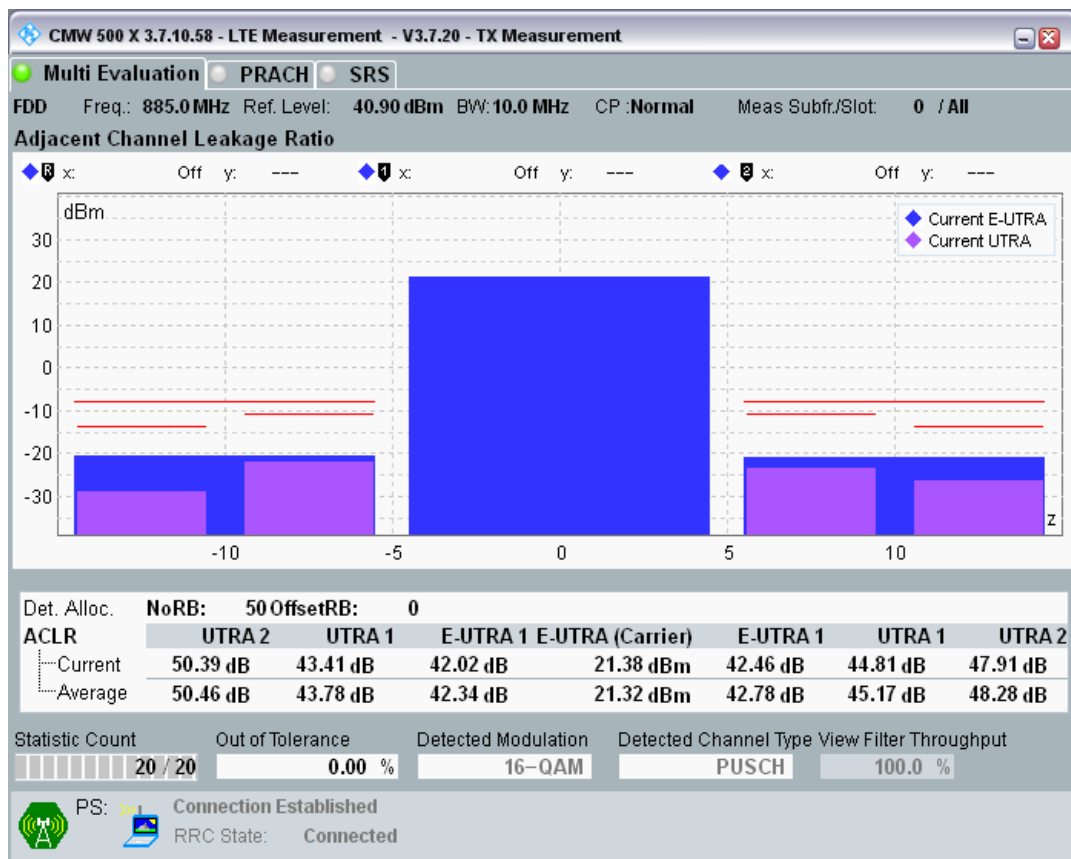 CMW 500 X 3.7.10.58 - LTE Measurement - V3.7.20 - TX Measurement
Multi Evaluation PRACH SRS
FDD Freq.: 885.0 MHz Ref. Level: 40.90 dBm BW: 10.0 MHz CP :Normal Meas Subfr./Slot: 0 / All
Adjacent Channel Leakage Ratio
R x: Off y: --- 1 x: Off y: --- 2 x: Off y: ---
dBm
Current E-UTRA
Current UTRA
30
20
10
0
-10
-20
-30
z
-10 -5 0 5 10
Det. Alloc. NoRB: 50 OffsetRB: 0
ACLR UTRA 2 UTRA 1 E-UTRA 1 E-UTRA (Carrier) E-UTRA 1 UTRA 1 UTRA 2
Current 50.39 dB 43.41 dB 42.02 dB 21.38 dBm 42.46 dB 44.81 dB 47.91 dB
Average 50.46 dB 43.78 dB 42.34 dB 21.32 dBm 42.78 dB 45.17 dB 48.28 dB
Statistic Count Out of Tolerance Detected Modulation Detected Channel Type View Filter Throughput
20 / 20 0.00 % 16-QAM PUSCH 100.0 %
PS: Connection Established
RRC State: Connected